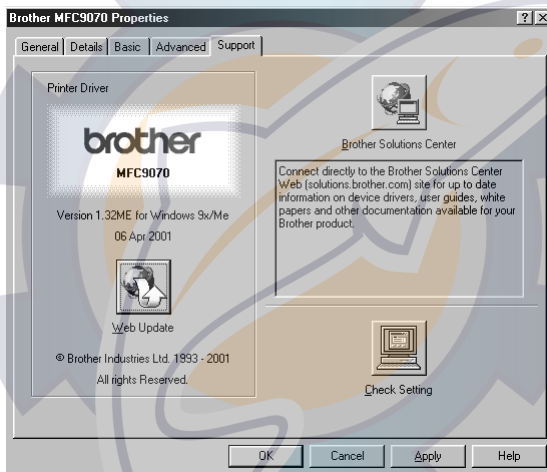 Brother MFC9070 Properties
? X
General Details Basic Advanced Support
Printer Driver
brother
MFC9070
Version 1.32ME for Windows 9x/Me
06 Apr 2001
Web Update
© Brother Industries Ltd. 1993 - 2001
All rights Reserved.
Brother Solutions Center
Connect directly to the Brother Solutions Center
Web (solutions.brother.com) site for up to date
information on device drivers, user guides, white
papers and other documentation available for your
Brother product.
Check Setting
OK Cancel Apply Help